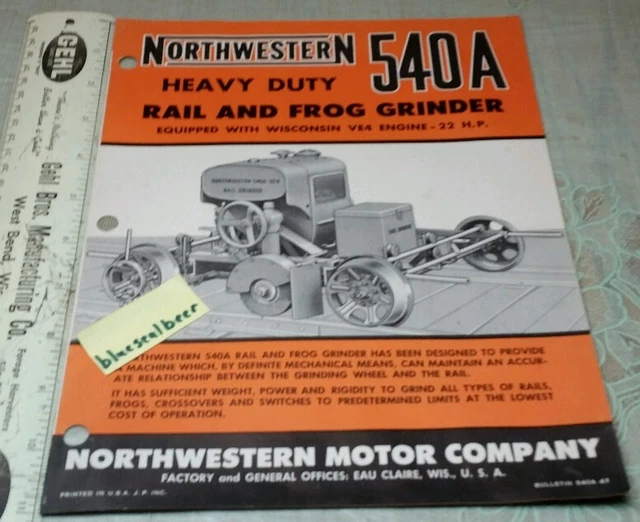 NORTHWESTERN 540A
HEAVY DUTY
RAIL AND FROG GRINDER
EQUIPPED WITH WISCONSIN VE4 ENGINE - 22 H.P.
RAIL GRINDER
bluesealbeer
NORTHWESTERN 540A RAIL AND FROG GRINDER HAS BEEN DESIGNED TO PROVIDE
A MACHINE WHICH, BY DEFINITE MECHANICAL MEANS, CAN MAINTAIN AN ACCUR-
ATE RELATIONSHIP BETWEEN THE GRINDING WHEEL AND THE RAIL.
IT HAS SUFFICIENT WEIGHT, POWER AND RIGIDITY TO GRIND ALL TYPES OF RAILS,
FROGS, CROSSOVERS AND SWITCHES TO PREDETERMINED LIMITS AT THE LOWEST
COST OF OPERATION.
NORTHWESTERN MOTOR COMPANY
FACTORY and GENERAL OFFICES: EAU CLAIRE, WIS., U. S. A.
PRINTED IN U.S.A. J. P. INC.
BULLETIN 540A AT
GEHL
Gehl Bros. Manufacturing Co.
West Bend, Wis.